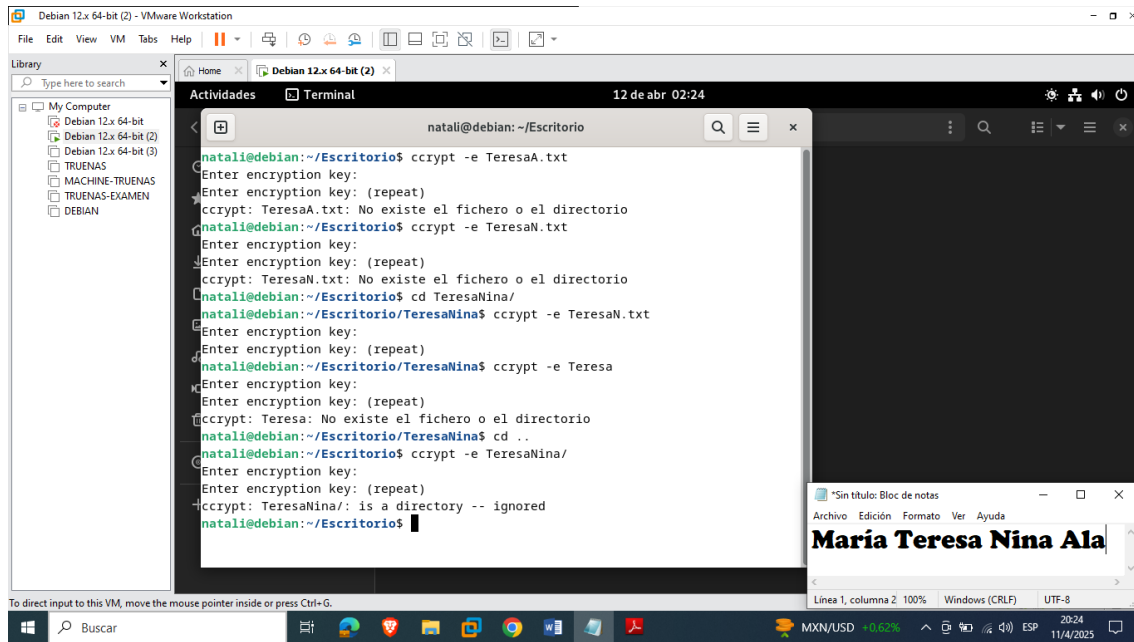 Debian 12.x 64-bit (2) - VMware Workstation
File Edit View VM Tabs Help
Library
Type here to search
My Computer
Debian 12.x 64-bit
Debian 12.x 64-bit (2)
Debian 12.x 64-bit (3)
TRUENAS
MACHINE-TRUENAS
TRUENAS-EXAMEN
DEBIAN
Home
Debian 12.x 64-bit (2)
Actividades Terminal 12 de abr 02:24
natali@debian: ~/Escritorio
natali@debian:~/Escritorio$ ccrypt -e TeresaA.txt
Enter encryption key:
Enter encryption key: (repeat)
ccrypt: TeresaA.txt: No existe el fichero o el directorio
natali@debian:~/Escritorio$ ccrypt -e TeresaN.txt
Enter encryption key:
Enter encryption key: (repeat)
ccrypt: TeresaN.txt: No existe el fichero o el directorio
natali@debian:~/Escritorio$ cd TeresaNina/
natali@debian:~/Escritorio/TeresaNina$ ccrypt -e TeresaN.txt
Enter encryption key:
Enter encryption key: (repeat)
natali@debian:~/Escritorio/TeresaNina$ ccrypt -e Teresa
Enter encryption key:
Enter encryption key: (repeat)
ccrypt: Teresa: No existe el fichero o el directorio
natali@debian:~/Escritorio/TeresaNina$ cd ..
natali@debian:~/Escritorio$ ccrypt -e TeresaNina/
Enter encryption key:
Enter encryption key: (repeat)
ccrypt: TeresaNina/: is a directory -- ignored
natali@debian:~/Escritorio$
*Sin título: Bloc de notas
Archivo Edición Formato Ver Ayuda
María Teresa Nina Ala
Línea 1, columna 2 100% Windows (CRLF) UTF-8
To direct input to this VM, move the mouse pointer inside or press Ctrl+G.
Buscar
MXN/USD +0.62%
ESP
20:24
11/4/2025